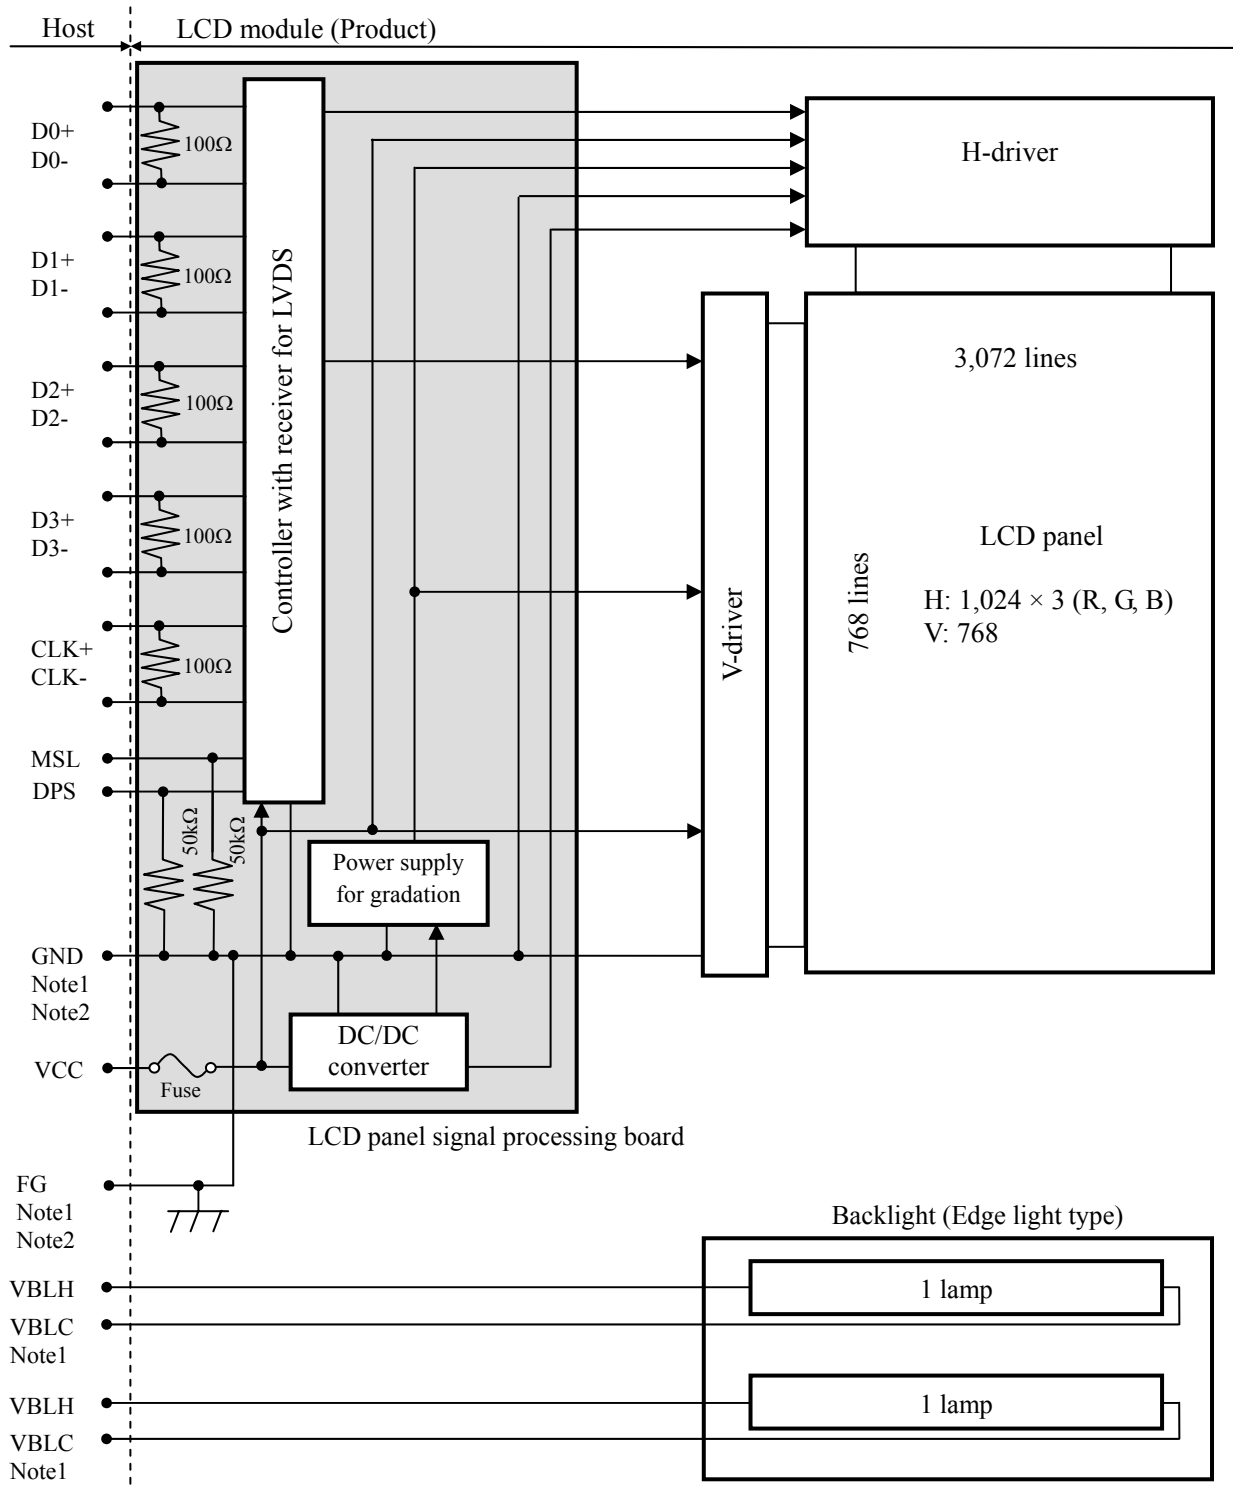 Host
LCD module (Product)
D0+
D0-
100Ω
D1+
D1-
100Ω
D2+
D2-
100Ω
D3+
D3-
100Ω
CLK+
CLK-
100Ω
MSL
DPS
50kΩ
50kΩ
Controller with receiver for LVDS
H-driver
V-driver
3,072 lines
768 lines
LCD panel
H: 1,024 × 3 (R, G, B)
V: 768
Power supply
for gradation
GND
Note1
Note2
DC/DC
converter
VCC
Fuse
LCD panel signal processing board
FG
Note1
Note2
Backlight (Edge light type)
VBLH
1 lamp
VBLC
Note1
VBLH
1 lamp
VBLC
Note1